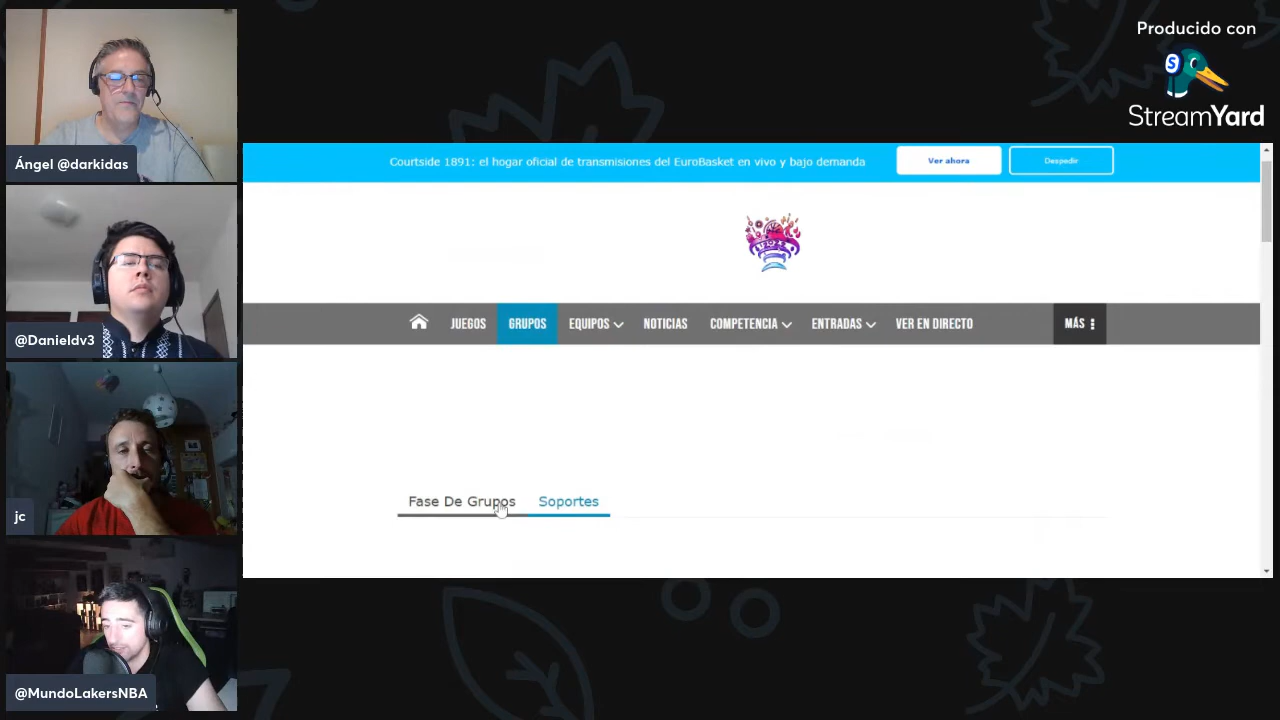 Producido con
StreamYard
Ángel @darkidas
@Danieldv3
jc
@MundoLakersNBA
Courtside 1891: el hogar oficial de transmisiones del EuroBasket en vivo y bajo demanda
Ver ahora
Despedir
JUEGOS
GRUPOS
EQUIPOS
NOTICIAS
COMPETENCIA
ENTRADAS
VER EN DIRECTO
MÁS
Fase De Grupos
Soportes